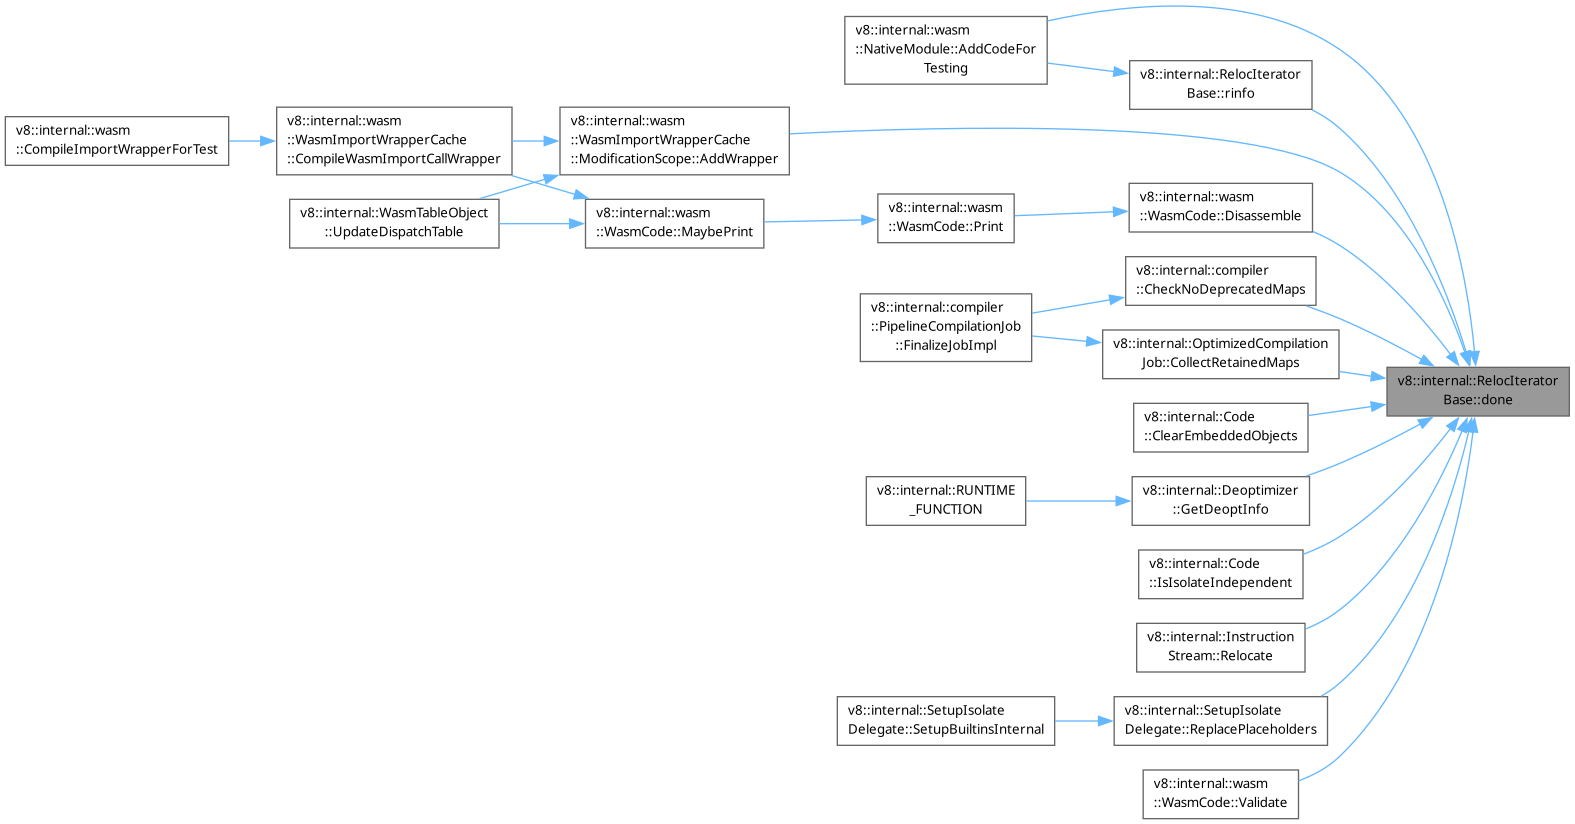 v8::internal::wasm
::NativeModule::AddCodeFor
Testing
v8::internal::RelocIterator
Base::rinfo
v8::internal::wasm
::CompileImportWrapperForTest
v8::internal::wasm
::WasmImportWrapperCache
::CompileWasmImportCallWrapper
v8::internal::wasm
::WasmImportWrapperCache
::ModificationScope::AddWrapper
v8::internal::WasmTableObject
::UpdateDispatchTable
v8::internal::wasm
::WasmCode::MaybePrint
v8::internal::wasm
::WasmCode::Print
v8::internal::wasm
::WasmCode::Disassemble
v8::internal::compiler
::CheckNoDeprecatedMaps
v8::internal::compiler
::PipelineCompilationJob
::FinalizeJobImpl
v8::internal::OptimizedCompilation
Job::CollectRetainedMaps
v8::internal::RelocIterator
Base::done
v8::internal::Code
::ClearEmbeddedObjects
v8::internal::RUNTIME
_FUNCTION
v8::internal::Deoptimizer
::GetDeoptInfo
v8::internal::Code
::IsIsolateIndependent
v8::internal::Instruction
Stream::Relocate
v8::internal::SetupIsolate
Delegate::SetupBuiltinsInternal
v8::internal::SetupIsolate
Delegate::ReplacePlaceholders
v8::internal::wasm
::WasmCode::Validate